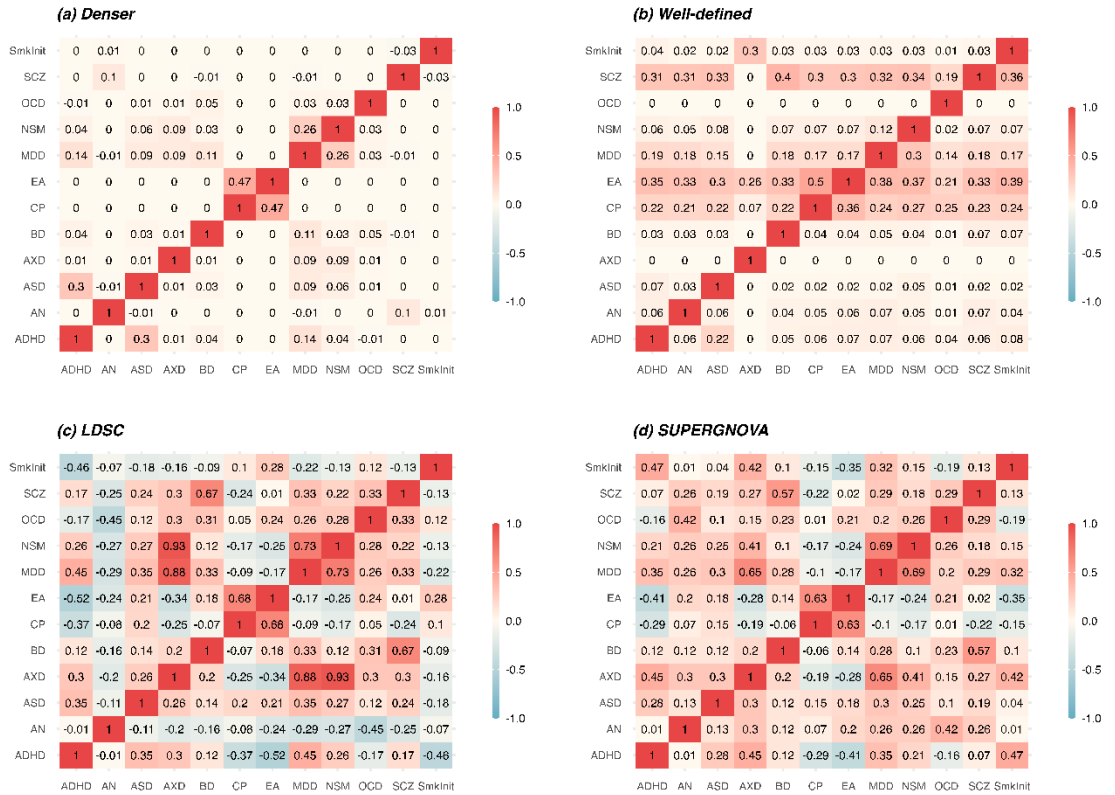 (a) Denser
SmkInit 0 0.01 0 0 0 0 0 0 0 0 -0.03 1
SCZ 0 0.1 0 0 -0.01 0 0 -0.01 0 0 1 -0.03
OCD -0.01 0 0.01 0.01 0.05 0 0 0.03 0.03 1 0 0
NSM 0.04 0 0.06 0.09 0.03 0 0 0.26 1 0.03 0 0
MDD 0.14 -0.01 0.09 0.09 0.11 0 0 1 0.26 0.03 -0.01 0
EA 0 0 0 0 0 0.47 1 0 0 0 0 0
CP 0 0 0 0 0 1 0.47 0 0 0 0 0
BD 0.04 0 0.03 0.01 1 0 0 0.11 0.03 0.05 -0.01 0
AXD 0.01 0 0.01 1 0.01 0 0 0.09 0.09 0.01 0 0
ASD 0.3 -0.01 1 0.01 0.03 0 0 0.09 0.06 0.01 0 0
AN 0 1 -0.01 0 0 0 0 -0.01 0 0 0.1 0.01
ADHD 1 0 0.3 0.01 0.04 0 0 0.14 0.04 -0.01 0 0
ADHD AN ASD AXD BD CP EA MDD NSM OCD SCZ SmkInit
1.0
0.5
0.0
-0.5
-1.0
(b) Well-defined
SmkInit 0.04 0.02 0.02 0.3 0.03 0.03 0.03 0.03 0.03 0.01 0.03 1
SCZ 0.31 0.31 0.33 0 0.4 0.3 0.3 0.32 0.34 0.19 1 0.36
OCD 0 0 0 0 0 0 0 0 0 1 0 0
NSM 0.06 0.05 0.08 0 0.07 0.07 0.07 0.12 1 0.02 0.07 0.07
MDD 0.19 0.18 0.15 0 0.18 0.17 0.17 1 0.3 0.14 0.18 0.17
EA 0.35 0.33 0.3 0.26 0.33 0.5 1 0.38 0.37 0.21 0.33 0.39
CP 0.22 0.21 0.22 0.07 0.22 1 0.36 0.24 0.27 0.25 0.23 0.24
BD 0.03 0.03 0.03 0 1 0.04 0.04 0.05 0.04 0.02 0.07 0.07
AXD 0 0 0 1 0 0 0 0 0 0 0 0
ASD 0.07 0.03 1 0 0.02 0.02 0.02 0.02 0.02 0.01 0.02 0.04
AN 0.06 1 0.06 0 0.04 0.05 0.06 0.07 0.06 0.01 0.07 0.04
ADHD 1 0.06 0.22 0 0.05 0.06 0.07 0.07 0.06 0.04 0.06 0.08
ADHD AN ASD AXD BD CP EA MDD NSM OCD SCZ SmkInit
1.0
0.5
0.0
-0.5
-1.0
(c) LDSC
SmkInit -0.46 -0.07 -0.18 -0.16 -0.09 0.1 0.28 -0.22 -0.13 0.12 -0.13 1
SCZ 0.17 -0.25 0.24 0.3 0.67 -0.24 0.01 0.33 0.22 0.33 1 -0.13
OCD -0.17 -0.45 0.12 0.3 0.31 0.05 0.24 0.26 0.28 1 0.33 0.12
NSM 0.26 -0.27 0.27 0.93 0.12 -0.17 -0.25 0.73 1 0.28 0.22 -0.13
MDD 0.45 -0.29 0.35 0.88 0.33 -0.09 -0.17 1 0.73 0.26 0.33 -0.22
EA -0.52 -0.24 0.21 -0.34 0.18 0.68 1 -0.17 -0.25 0.24 0.01 0.28
CP -0.37 -0.08 0.2 -0.25 -0.07 1 0.68 -0.09 -0.17 0.05 -0.24 0.1
BD 0.12 -0.16 0.14 0.2 1 -0.07 0.18 0.33 0.12 0.31 0.67 -0.09
AXD 0.3 -0.2 0.26 1 0.2 -0.25 -0.34 0.88 0.93 0.3 0.3 -0.16
ASD 0.35 -0.11 1 0.26 0.14 0.2 0.21 0.35 0.27 0.12 0.24 -0.18
AN -0.01 1 -0.11 -0.2 -0.16 -0.08 -0.24 -0.29 -0.27 -0.45 -0.25 -0.07
ADHD 1 -0.01 0.35 0.3 0.12 -0.37 -0.52 0.45 0.26 -0.17 0.17 -0.46
ADHD AN ASD AXD BD CP EA MDD NSM OCD SCZ SmkInit
1.0
0.5
0.0
-0.5
-1.0
(d) SUPERGNOVA
SmkInit 0.47 0.01 0.04 0.42 0.1 -0.15 -0.35 0.32 0.15 -0.19 0.13 1
SCZ 0.07 0.26 0.19 0.27 0.57 -0.22 0.02 0.29 0.18 0.29 1 0.13
OCD -0.16 0.42 0.1 0.15 0.23 0.01 0.21 0.2 0.26 1 0.29 -0.19
NSM 0.21 0.26 0.25 0.41 0.1 -0.17 -0.24 0.69 1 0.26 0.18 0.15
MDD 0.35 0.26 0.3 0.65 0.28 -0.1 -0.17 1 0.69 0.2 0.29 0.32
EA -0.41 0.2 0.18 -0.28 0.14 0.63 1 -0.17 -0.24 0.21 0.02 -0.35
CP -0.29 0.07 0.15 -0.19 -0.06 1 0.63 -0.1 -0.17 0.01 -0.22 -0.15
BD 0.12 0.12 0.12 0.2 1 -0.06 0.14 0.28 0.1 0.23 0.57 0.1
AXD 0.45 0.3 0.3 1 0.2 -0.19 -0.28 0.65 0.41 0.15 0.27 0.42
ASD 0.28 0.13 1 0.3 0.12 0.15 0.18 0.3 0.25 0.1 0.19 0.04
AN 0.01 1 0.13 0.3 0.12 0.07 0.2 0.26 0.26 0.42 0.26 0.01
ADHD 1 0.01 0.28 0.45 0.12 -0.29 -0.41 0.35 0.21 -0.16 0.07 0.47
ADHD AN ASD AXD BD CP EA MDD NSM OCD SCZ SmkInit
1.0
0.5
0.0
-0.5
-1.0